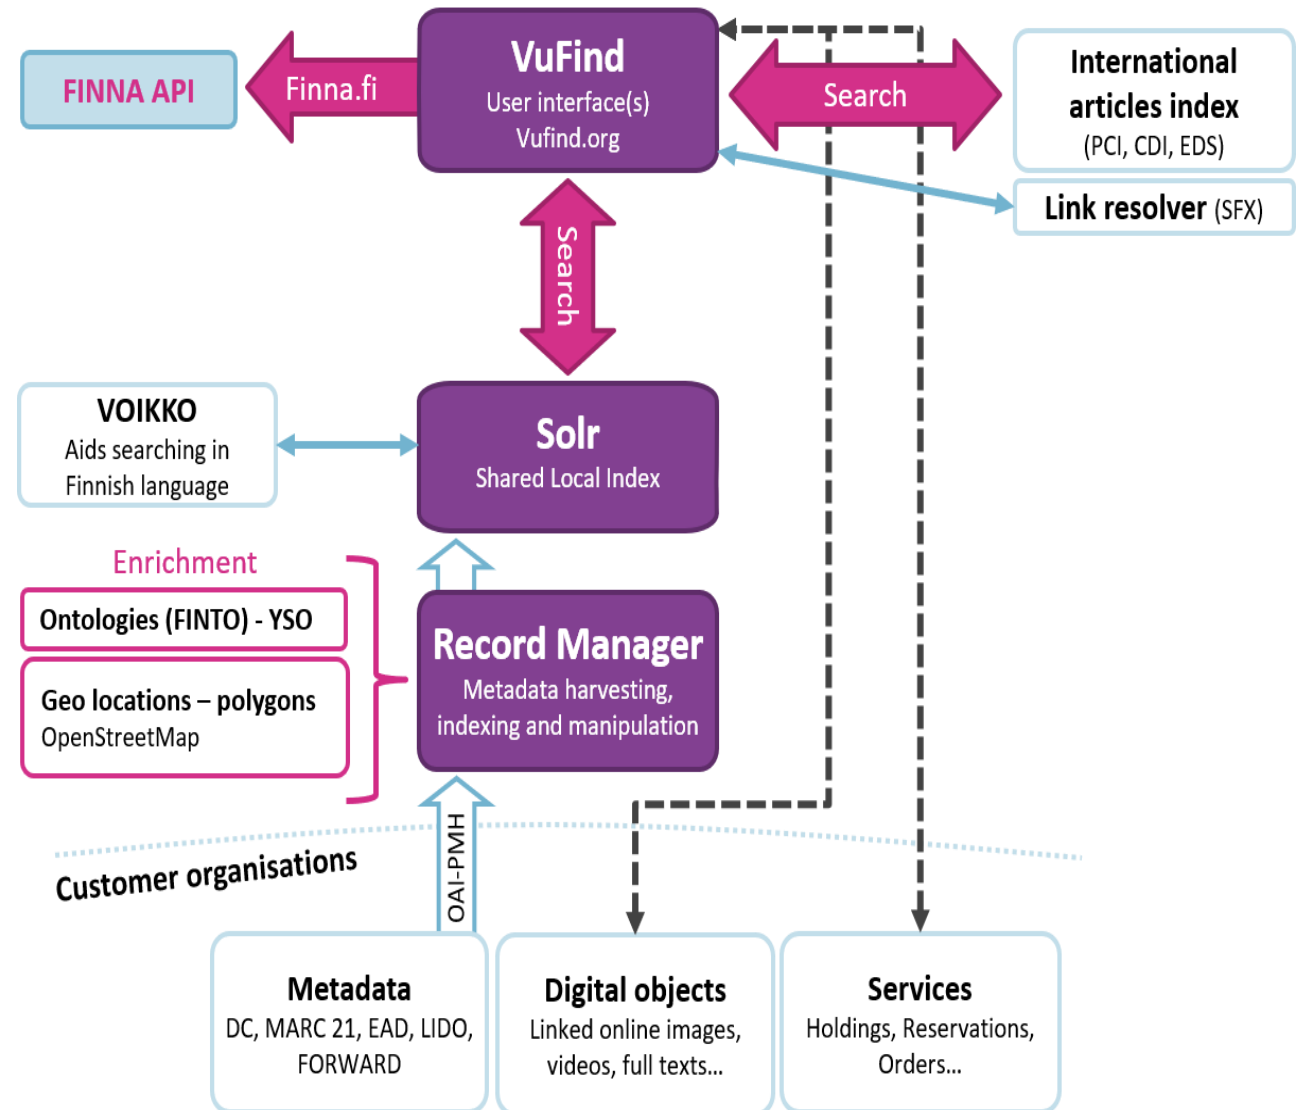 VuFind
User interface(s)
Vufind.org
FINNA API
Finna.fi
Search
International
articles index
(PCI, CDI, EDS)
Link resolver (SFX)
Search
VOIKKO
Aids searching in
Finnish language
Solr
Shared Local Index
Enrichment
Ontologies (FINTO) - YSO
Geo locations – polygons
OpenStreetMap
Record Manager
Metadata harvesting,
indexing and manipulation
OAI-PMH
Customer organisations
Metadata
DC, MARC 21, EAD, LIDO,
FORWARD
Digital objects
Linked online images,
videos, full texts...
Services
Holdings, Reservations,
Orders...